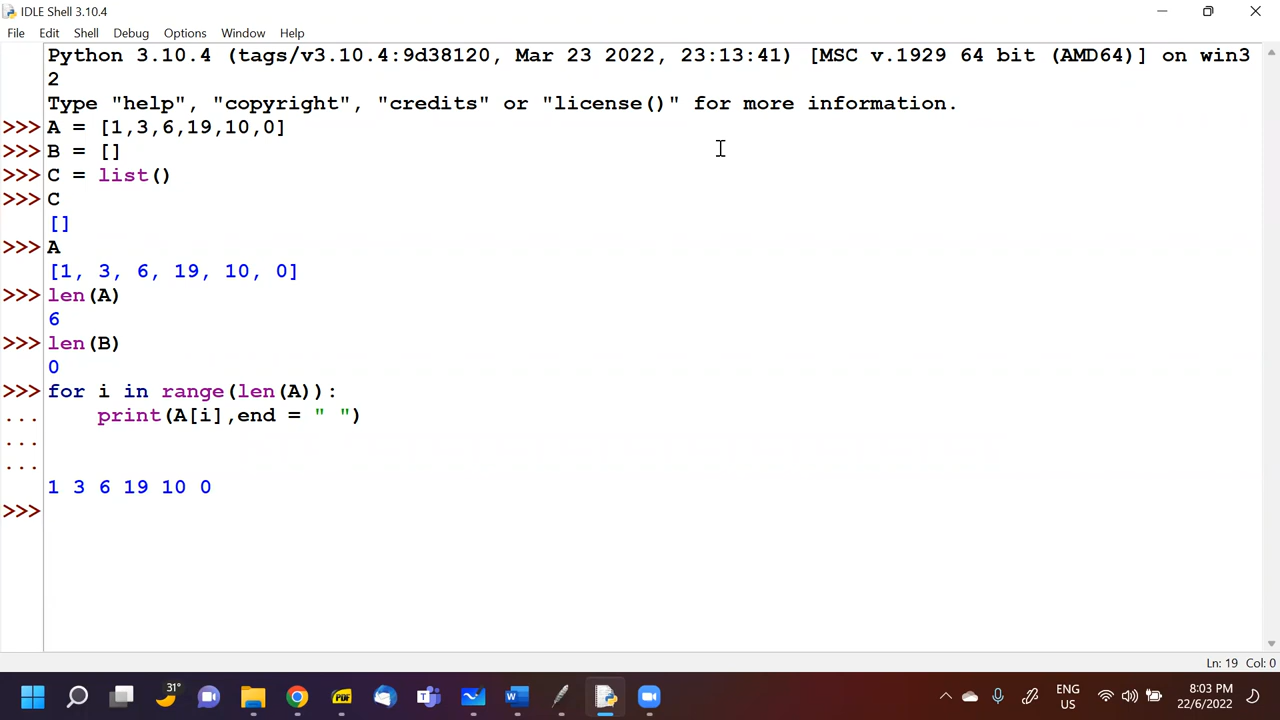 IDLE Shell 3.10.4
File Edit Shell Debug Options Window Help
Python 3.10.4 (tags/v3.10.4:9d38120, Mar 23 2022, 23:13:41) [MSC v.1929 64 bit (AMD64)] on win3
2
Type "help", "copyright", "credits" or "license()" for more information.
>>> A = [1,3,6,19,10,0]
>>> B = []
>>> C = list()
>>> C
[]
>>> A
[1, 3, 6, 19, 10, 0]
>>> len(A)
6
>>> len(B)
0
>>> for i in range(len(A)):
...     print(A[i],end = " ")
...
...
1 3 6 19 10 0
>>>
Ln: 19 Col: 0
31°
PDF
ENG
US
8:03 PM
22/6/2022